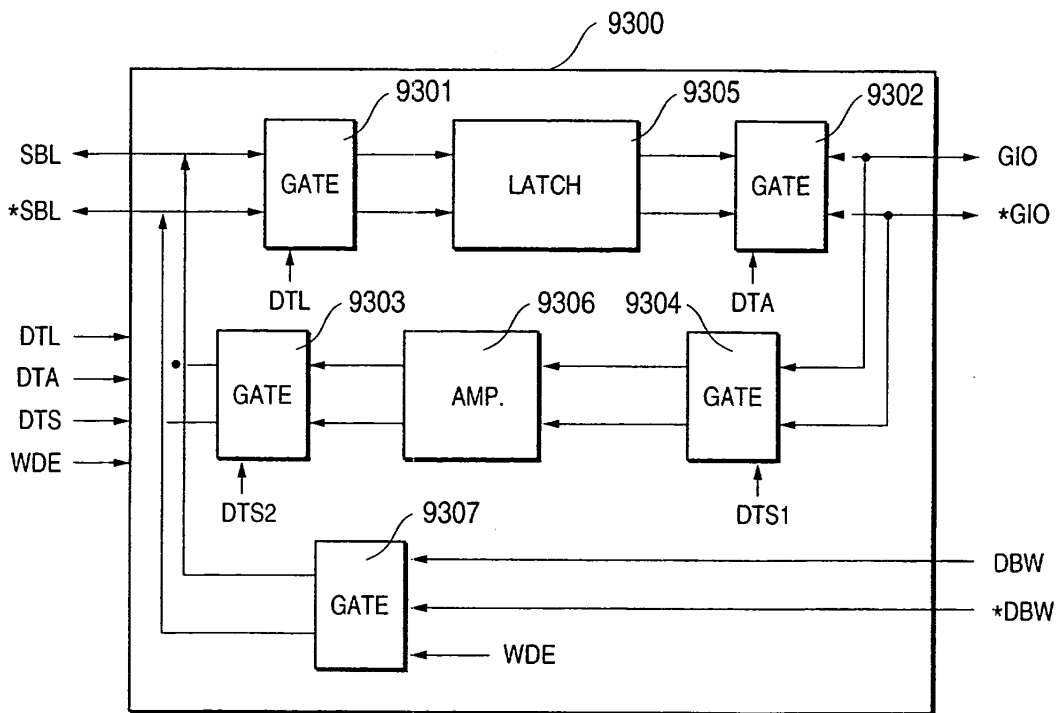 9300
9301
9305
9302
SBL
GATE
LATCH
GATE
GIO
*SBL
*GIO
DTL
9303
9306
9304
DTA
DTL
DTA
GATE
AMP.
GATE
DTS
WDE
DTS2
DTS1
9307
DBW
GATE
*DBW
WDE